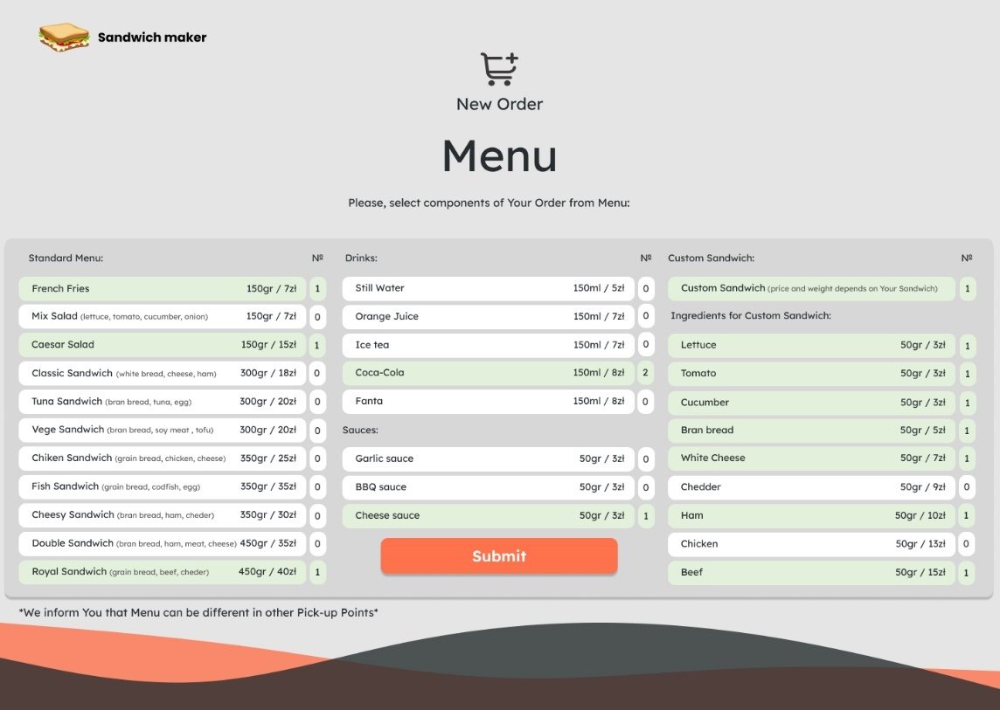 Sandwich maker
New Order
Menu
Please, select components of Your Order from Menu:
Standard Menu: Nº
French Fries 150gr / 7zł 1
Mix Salad (lettuce, tomato, cucumber, onion) 150gr / 7zł 0
Caesar Salad 150gr / 15zł 1
Classic Sandwich (white bread, cheese, ham) 300gr / 18zł 0
Tuna Sandwich (bran bread, tuna, egg) 300gr / 20zł 0
Vege Sandwich (bran bread, soy meat , tofu) 300gr / 20zł 0
Chiken Sandwich (grain bread, chicken, cheese) 350gr / 25zł 0
Fish Sandwich (grain bread, codfish, egg) 350gr / 35zł 0
Cheesy Sandwich (bran bread, ham, cheder) 350gr / 30zł 0
Double Sandwich (bran bread, ham, meat, cheese) 450gr / 35zł 0
Royal Sandwich (grain bread, beef, cheder) 450gr / 40zł 1
Drinks: Nº
Still Water 150ml / 5zł 0
Orange Juice 150ml / 7zł 0
Ice tea 150ml / 7zł 0
Coca-Cola 150ml / 8zł 2
Fanta 150ml / 8zł 0
Sauces:
Garlic sauce 50gr / 3zł 0
BBQ sauce 50gr / 3zł 0
Cheese sauce 50gr / 3zł 1
Submit
Custom Sandwich: Nº
Custom Sandwich (price and weight depends on Your Sandwich) 1
Ingredients for Custom Sandwich:
Lettuce 50gr / 3zł 1
Tomato 50gr / 3zł 1
Cucumber 50gr / 3zł 1
Bran bread 50gr / 5zł 1
White Cheese 50gr / 7zł 1
Chedder 50gr / 9zł 0
Ham 50gr / 10zł 1
Chicken 50gr / 13zł 0
Beef 50gr / 15zł 1
*We inform You that Menu can be different in other Pick-up Points*